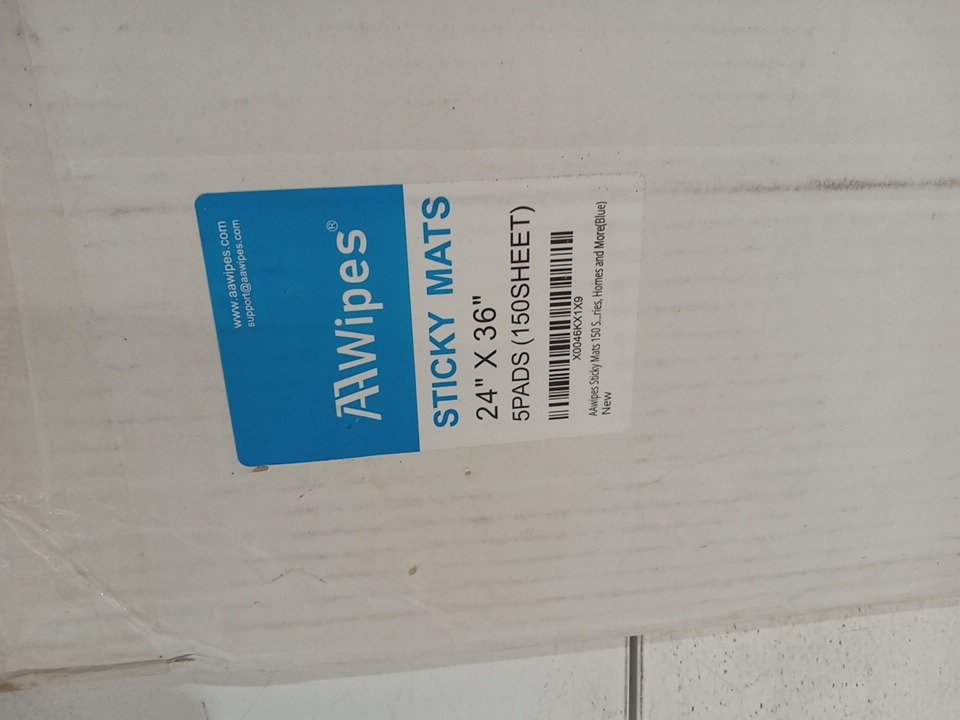 www.aawipes.com
support@aawipes.com
AAWipes®
STICKY MATS
24" X 36"
5PADS (150SHEET)
X0046KX1X9
AAwipes Sticky Mats 150 S...ries, Homes and More(Blue)
New